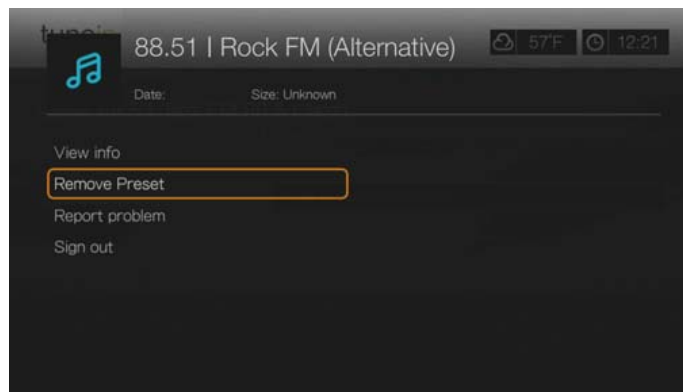 tunein
88.51 | Rock FM (Alternative)
57°F
12:21
Date:
Size: Unknown
View info
Remove Preset
Report problem
Sign out